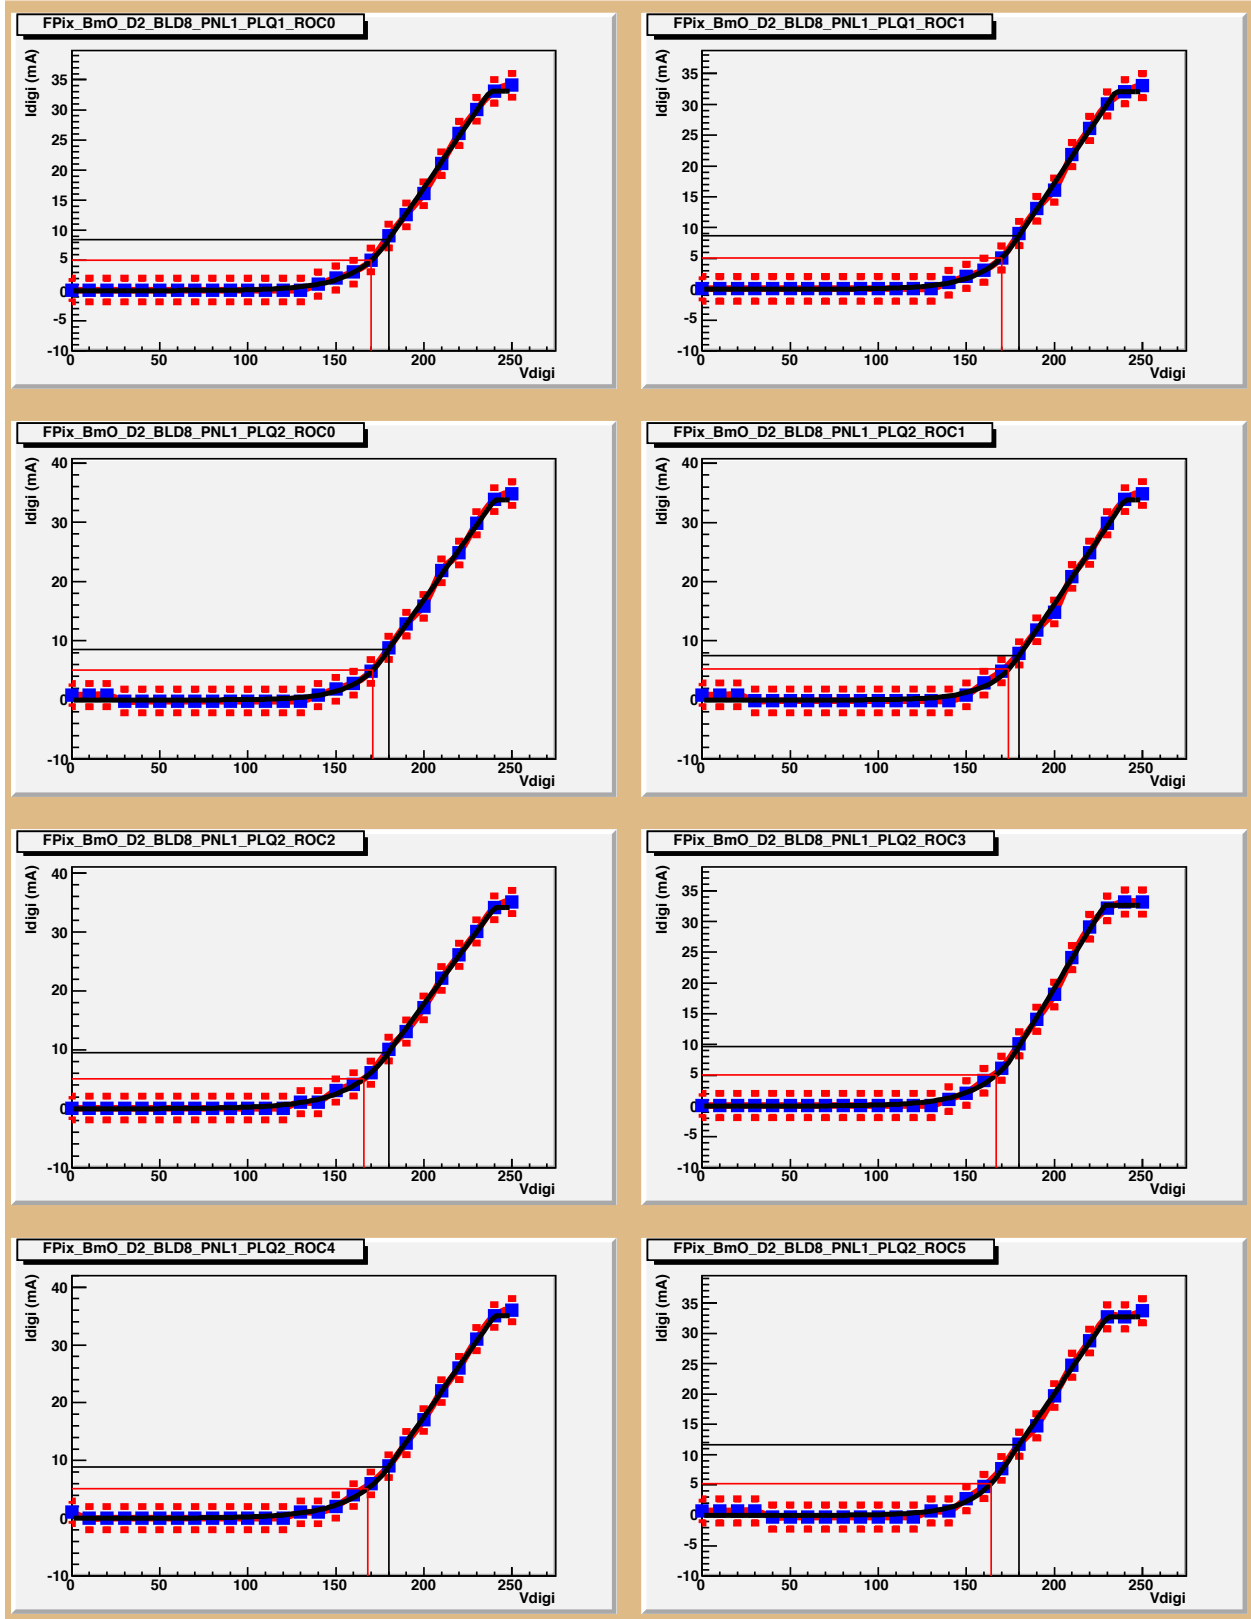 FPix_BmO_D2_BLD8_PNL1_PLQ1_ROC0
Idigi (mA)
35
30
25
20
15
10
5
0
-5
-10
0 50 100 150 200 250
Vdigi
FPix_BmO_D2_BLD8_PNL1_PLQ1_ROC1
Idigi (mA)
35
30
25
20
15
10
5
0
-5
-10
0 50 100 150 200 250
Vdigi
FPix_BmO_D2_BLD8_PNL1_PLQ2_ROC0
Idigi (mA)
40
30
20
10
0
-10
0 50 100 150 200 250
Vdigi
FPix_BmO_D2_BLD8_PNL1_PLQ2_ROC1
Idigi (mA)
40
30
20
10
0
-10
0 50 100 150 200 250
Vdigi
FPix_BmO_D2_BLD8_PNL1_PLQ2_ROC2
Idigi (mA)
40
30
20
10
0
-10
0 50 100 150 200 250
Vdigi
FPix_BmO_D2_BLD8_PNL1_PLQ2_ROC3
Idigi (mA)
35
30
25
20
15
10
5
0
-5
-10
0 50 100 150 200 250
Vdigi
FPix_BmO_D2_BLD8_PNL1_PLQ2_ROC4
Idigi (mA)
40
30
20
10
0
-10
0 50 100 150 200 250
Vdigi
FPix_BmO_D2_BLD8_PNL1_PLQ2_ROC5
Idigi (mA)
35
30
25
20
15
10
5
0
-5
-10
0 50 100 150 200 250
Vdigi